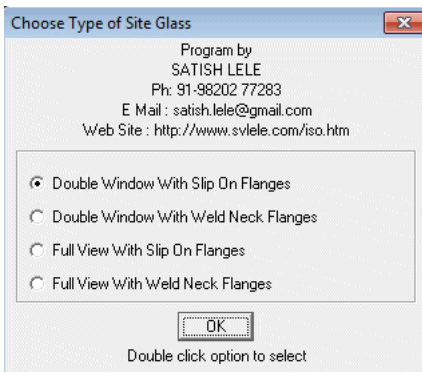 Choose Type of Site Glass
Program by
SATISH LELE
Ph: 91-98202 77283
E Mail : satish.lele@gmail.com
Web Site : http://www.svlele.com/iso.htm
Double Window With Slip On Flanges
Double Window With Weld Neck Flanges
Full View With Slip On Flanges
Full View With Weld Neck Flanges
OK
Double click option to select